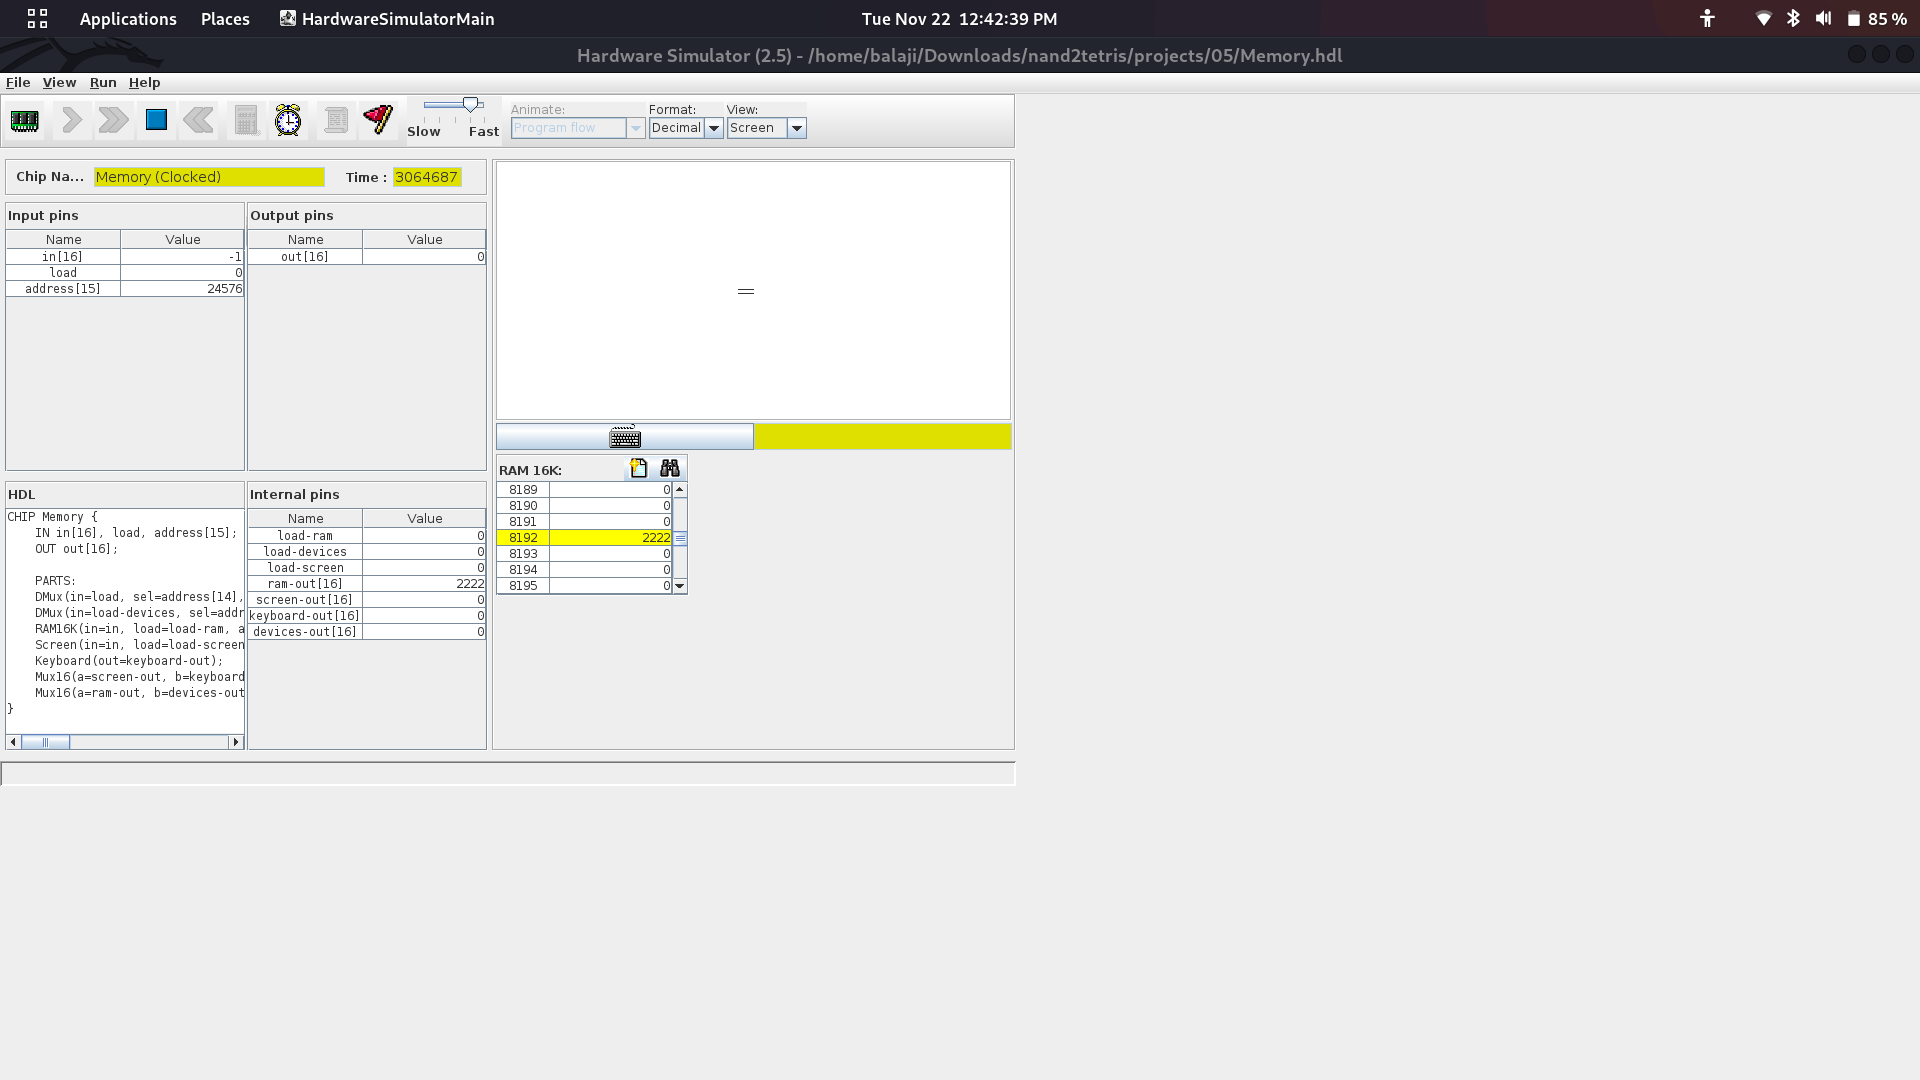 Applications Places HardwareSimulatorMain Tue Nov 22 12:42:39 PM 85 %
Hardware Simulator (2.5) - /home/balaji/Downloads/nand2tetris/projects/05/Memory.hdl
File View Run Help
Slow Fast
Animate: Format: View:
Program flow Decimal Screen
Chip Na... Memory (Clocked) Time : 3064687
Input pins
Name Value
in[16] -1
load 0
address[15] 24576
Output pins
Name Value
out[16] 0
HDL
CHIP Memory {
IN in[16], load, address[15];
OUT out[16];
PARTS:
DMux(in=load, sel=address[14],
DMux(in=load-devices, sel=addr
RAM16K(in=in, load=load-ram, a
Screen(in=in, load=load-screen
Keyboard(out=keyboard-out);
Mux16(a=screen-out, b=keyboard
Mux16(a=ram-out, b=devices-out
}
Internal pins
Name Value
load-ram 0
load-devices 0
load-screen 0
ram-out[16] 2222
screen-out[16] 0
keyboard-out[16] 0
devices-out[16] 0
RAM 16K:
8189 0
8190 0
8191 0
8192 2222
8193 0
8194 0
8195 0